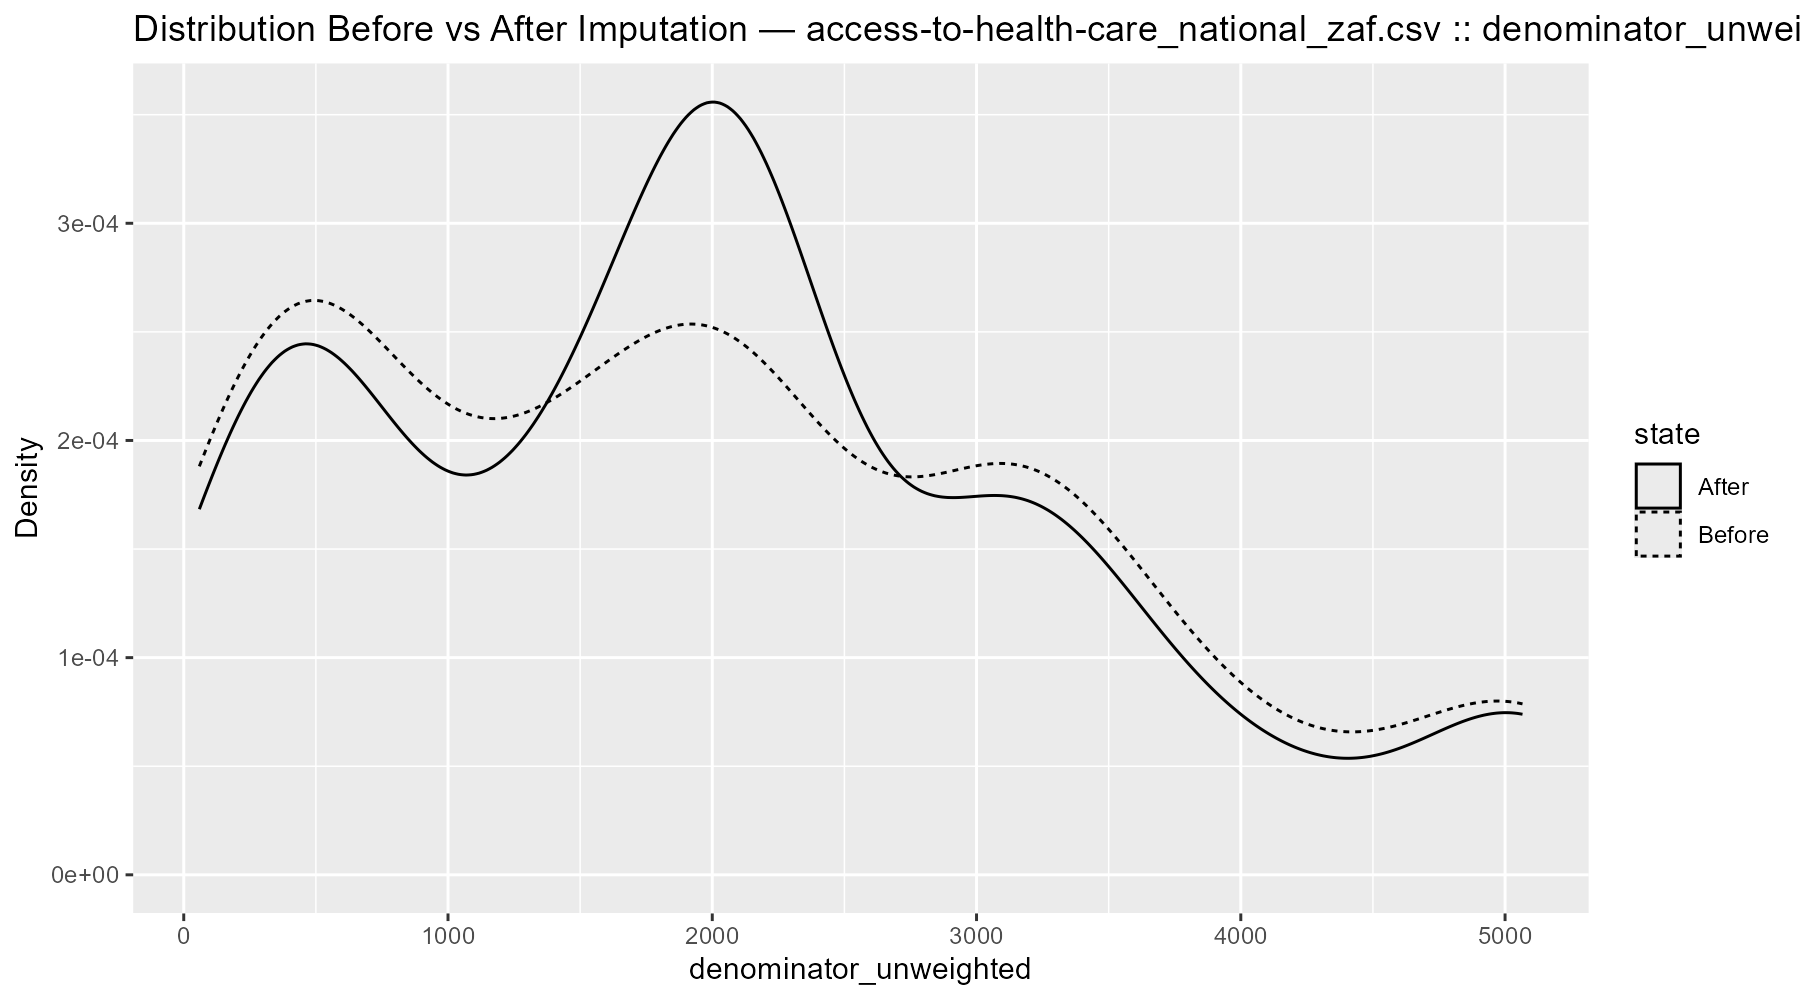 Distribution Before vs After Imputation — access-to-health-care_national_zaf.csv :: denominator_unwei
Density
3e-04
2e-04
1e-04
0e+00
0
1000
2000
3000
4000
5000
denominator_unweighted
state
After
Before